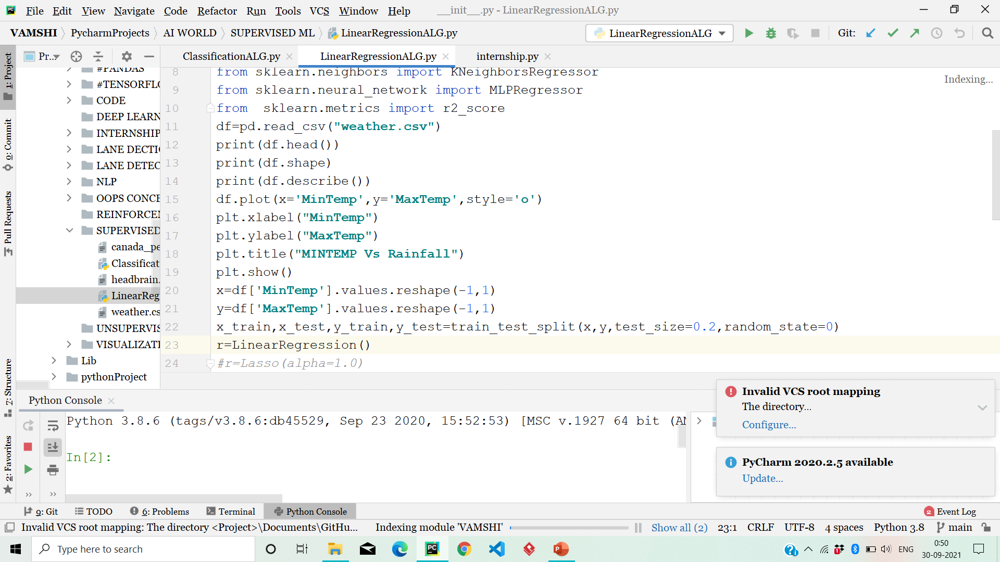 File Edit View Navigate Code Refactor Run Tools VCS Window Help __init__.py - LinearRegressionALG.py
VAMSHI PycharmProjects AI WORLD SUPERVISED ML LinearRegressionALG.py LinearRegressionALG Git:
Pr... ClassificationALG.py LinearRegressionALG.py internship.py
1: Project
0: Commit
Pull Requests
Z: Structure
2: Favorites
#PANDAS
#TENSORFLO
CODE
DEEP LEARN
INTERNSHIP
LANE DECTI
LANE DETEC
NLP
OOPS CONCE
REINFORCEM
SUPERVISED
canada_pe
Classificat
headbrain.
LinearReg
weather.cs
UNSUPERVIS
VISUALIZATI
Lib
pythonProject
Indexing...
8 from sklearn.neighbors import KNeighborsRegressor
9 from sklearn.neural_network import MLPRegressor
10 from  sklearn.metrics import r2_score
11 df=pd.read_csv("weather.csv")
12 print(df.head())
13 print(df.shape)
14 print(df.describe())
15 df.plot(x='MinTemp',y='MaxTemp',style='o')
16 plt.xlabel("MinTemp")
17 plt.ylabel("MaxTemp")
18 plt.title("MINTEMP Vs Rainfall")
19 plt.show()
20 x=df['MinTemp'].values.reshape(-1,1)
21 y=df['MaxTemp'].values.reshape(-1,1)
22 x_train,x_test,y_train,y_test=train_test_split(x,y,test_size=0.2,random_state=0)
23 r=LinearRegression()
24 #r=Lasso(alpha=1.0)
Python Console
Python 3.8.6 (tags/v3.8.6:db45529, Sep 23 2020, 15:52:53) [MSC v.1927 64 bit (AM
In[2]:
Invalid VCS root mapping
The directory...
Configure...
PyCharm 2020.2.5 available
Update...
9: Git TODO 6: Problems Terminal Python Console 2 Event Log
Invalid VCS root mapping: The directory <Project>\Documents\GitHu... Indexing module 'VAMSHI' Show all (2) 23:1 CRLF UTF-8 4 spaces Python 3.8 main
Type here to search PC P 1 ENG 0:50
30-09-2021